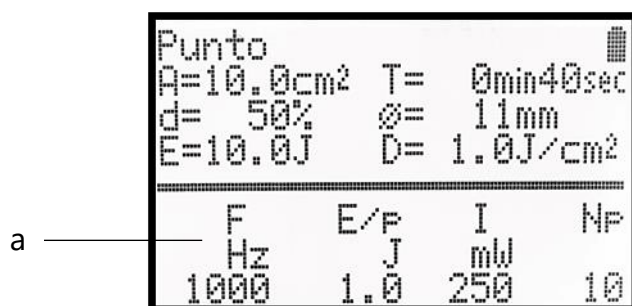 Punto
A=10.0cm² T= 0min40sec
d= 50% ⌀= 11mm
E=10.0J D= 1.0J/cm²
F E/p I Np
Hz J mW
1000 1.0 250 10
a